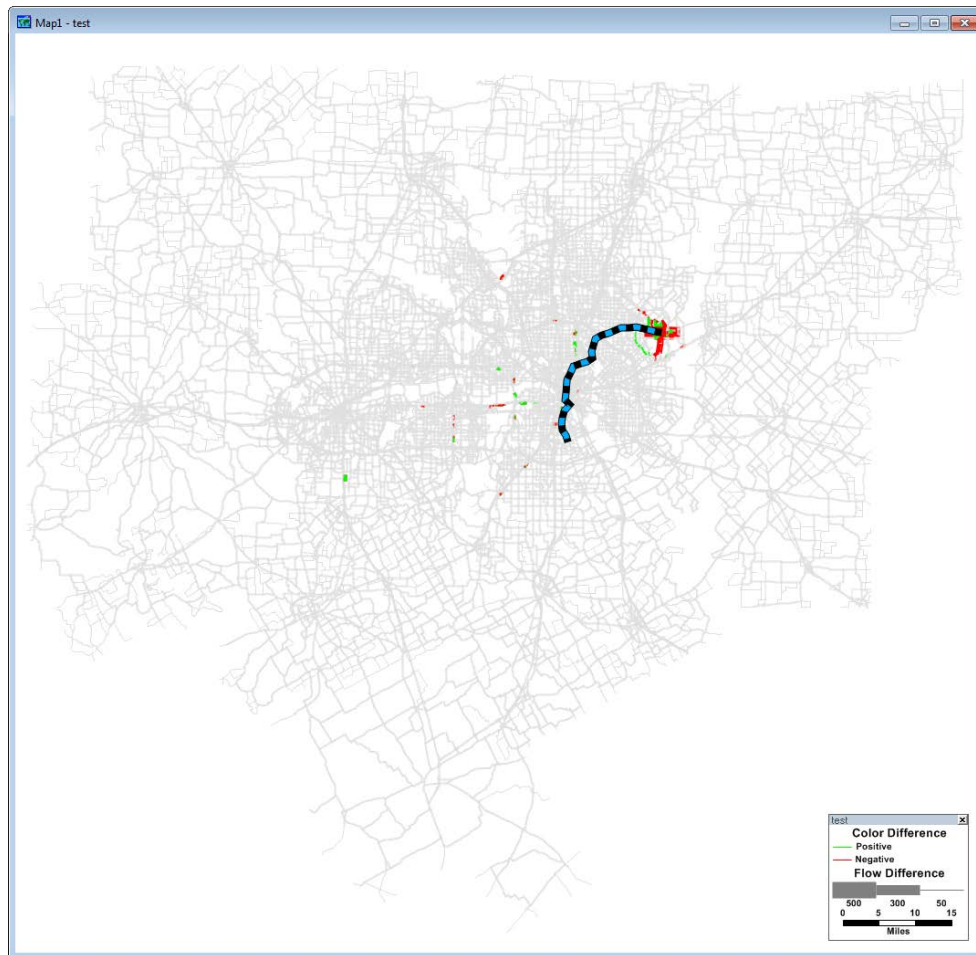 Map1 - test
test
Color Difference
Positive
Negative
Flow Difference
500 300 50
0 5 10 15
Miles